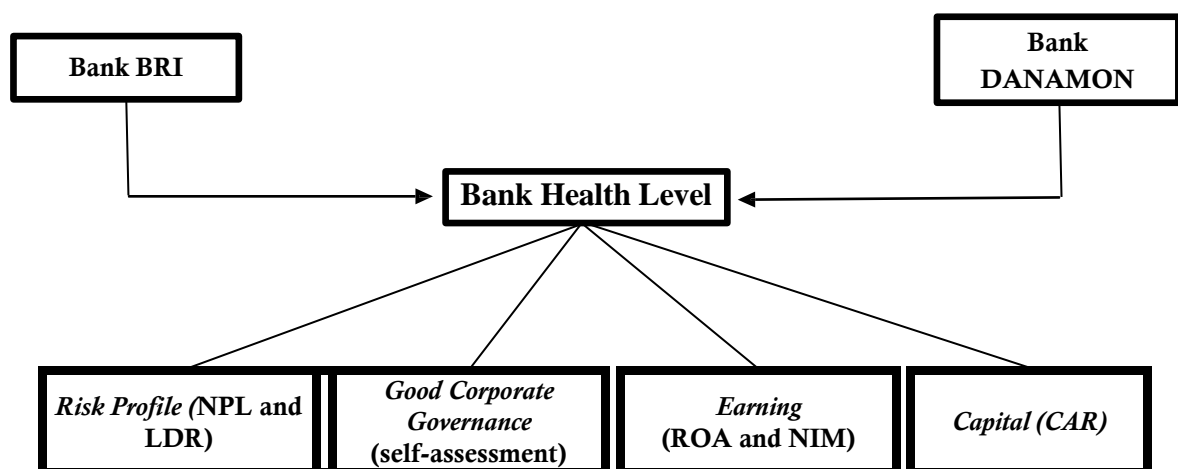 Bank BRI
Bank
DANAMON
Bank Health Level
Risk Profile (NPL and
LDR)
Good Corporate
Governance
(self-assessment)
Earning
(ROA and NIM)
Capital (CAR)